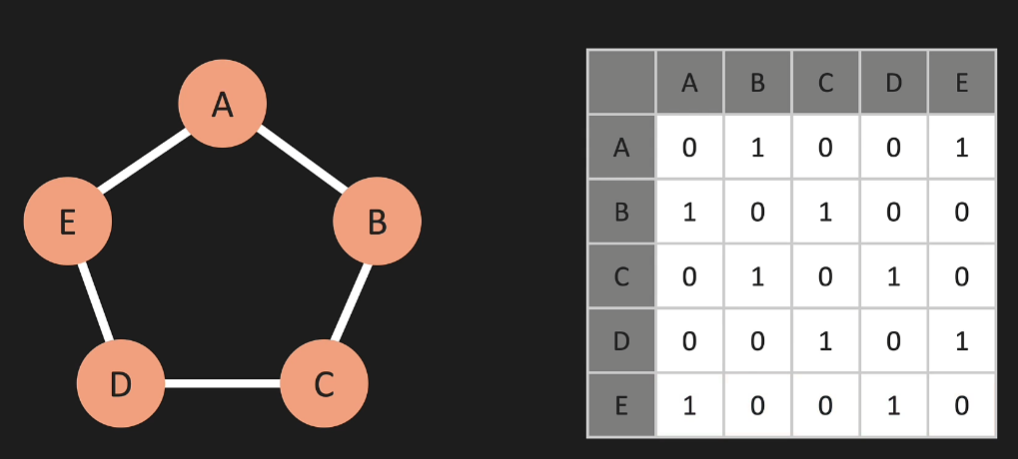 A
E
B
D
C
A B C D E
A 0 1 0 0 1
B 1 0 1 0 0
C 0 1 0 1 0
D 0 0 1 0 1
E 1 0 0 1 0